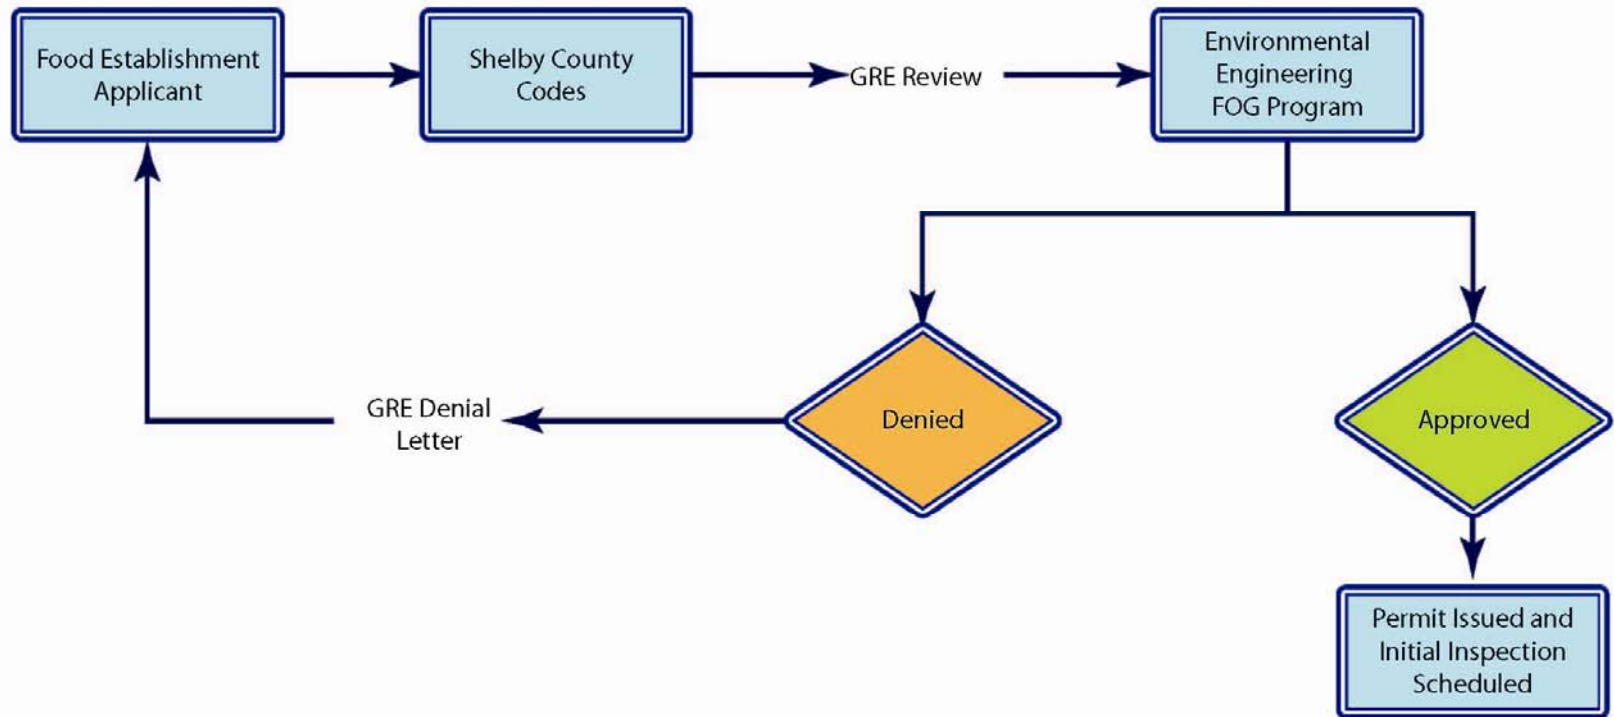 Food Establishment
Applicant
Shelby County
Codes
GRE Review
Environmental
Engineering
FOG Program
GRE Denial
Letter
Denied
Approved
Permit Issued and
Initial Inspection
Scheduled